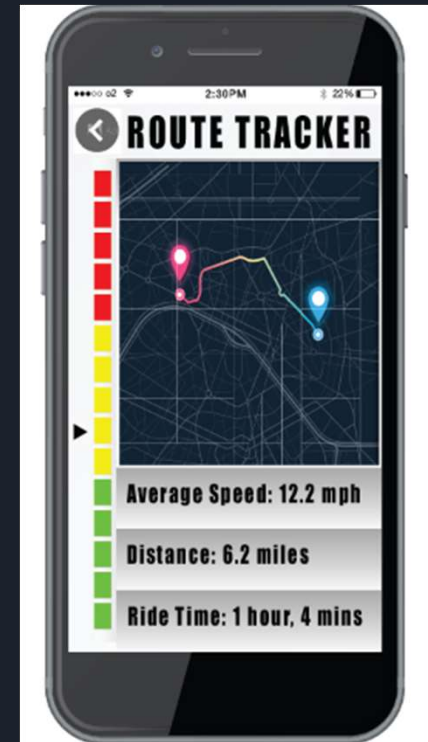 o2 2:30PM 22%
ROUTE TRACKER
Average Speed: 12.2 mph
Distance: 6.2 miles
Ride Time: 1 hour, 4 mins